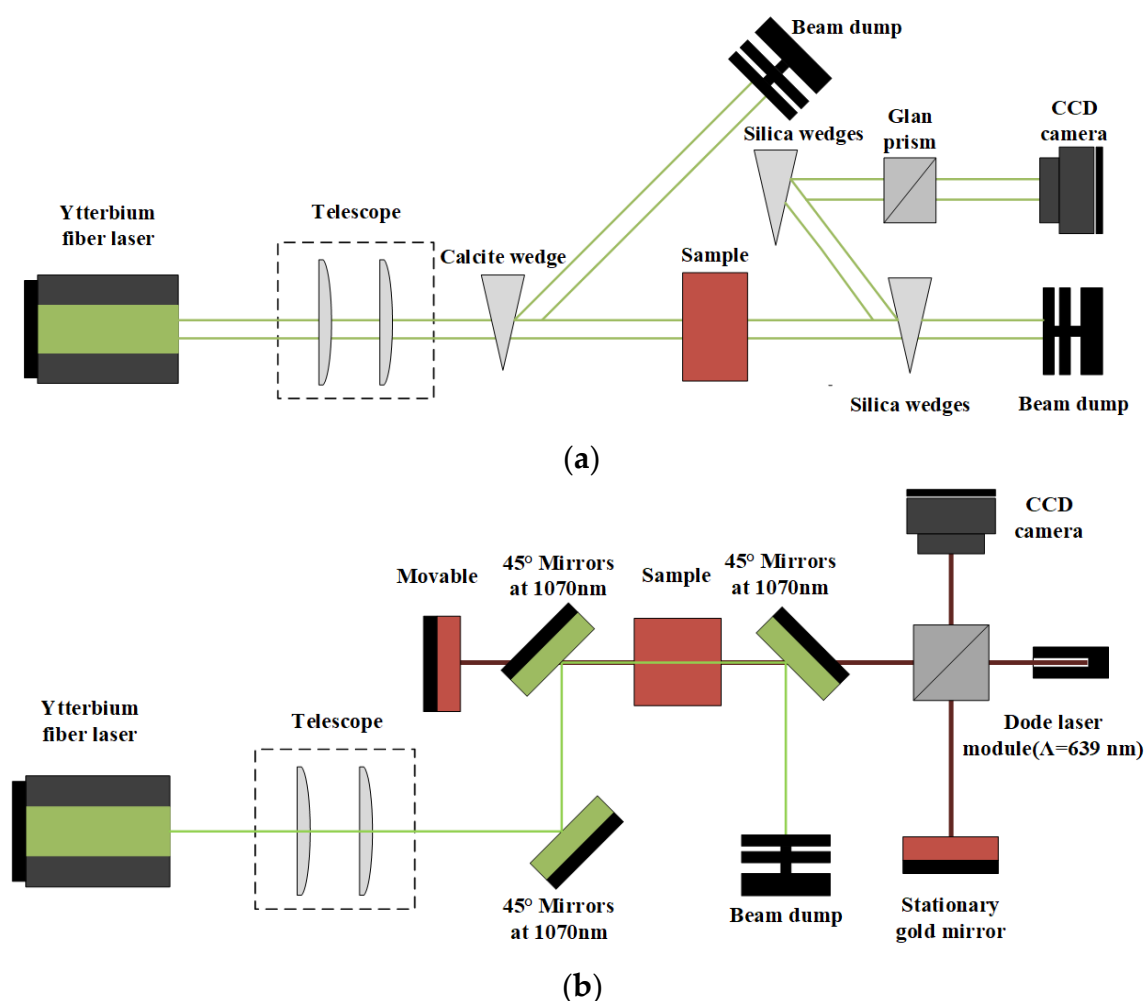 Beam dump
Silica wedges
Glan
prism
CCD
camera
Ytterbium
fiber laser
Telescope
Calcite wedge
Sample
Silica wedges
Beam dump
(a)
CCD
camera
Movable
45° Mirrors
at 1070nm
Sample
45° Mirrors
at 1070nm
Ytterbium
fiber laser
Telescope
Dode laser
module(Λ=639 nm)
45° Mirrors
at 1070nm
Beam dump
Stationary
gold mirror
(b)